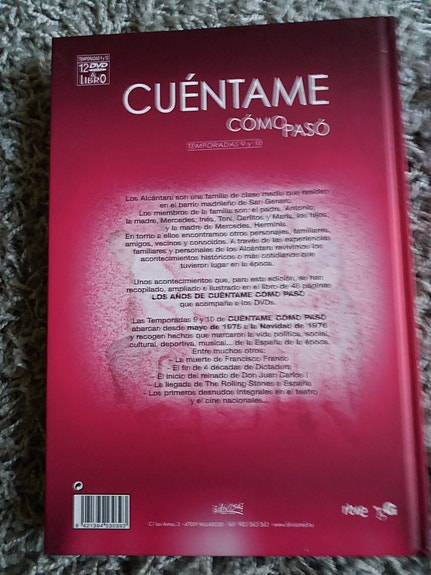 TEMPORADAS 9 y 10
12 DVD
& LIBRO
CUÉNTAME
CÓMO PASÓ
TEMPORADAS 9 y 10
Los Alcántara son una familia de clase media que residen
en el barrio madrileño de San Genaro.
Los miembros de la familia son: el padre, Antonio;
la madre, Mercedes; Inés, Toni, Carlitos y María, los hijos;
y la madre de Mercedes, Herminia.
En torno a ellos encontramos otros personajes, familiares,
amigos, vecinos y conocidos. A través de las experiencias
familiares y personales de los Alcántara revivimos los
acontecimientos históricos o más cotidianos que
tuvieron lugar en la época.
Unos acontecimientos que, para esta edición, se han
recopilado, ampliado e ilustrado en el libro de 48 páginas
LOS AÑOS DE CUÉNTAME CÓMO PASÓ
que acompaña a los DVDs.
Las Temporadas 9 y 10 de CUÉNTAME CÓMO PASÓ
abarcan desde mayo de 1975 a la Navidad de 1976
y recogen hechos que marcaron la vida política, social,
cultural, deportiva, musical... de la España de la época.
Entre muchos otros:
- La muerte de Francisco Franco
- El fin de 4 décadas de Dictadura
- El inicio del reinado de Don Juan Carlos I
- La llegada de The Rolling Stones a España
- Los primeros desnudos integrales en el teatro
y el cine nacionales...
divisa